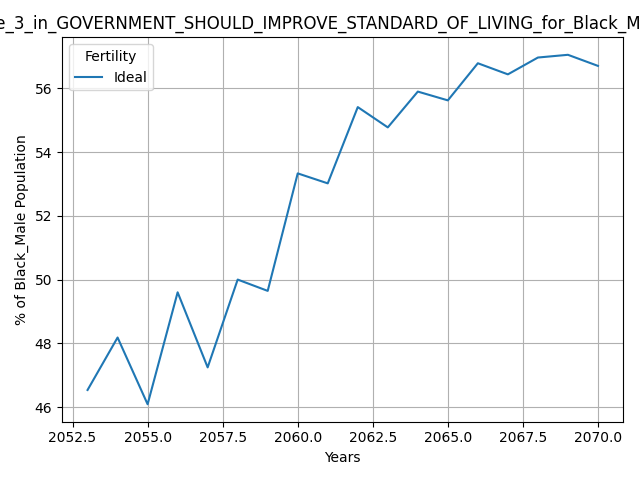 e_3_in_GOVERNMENT_SHOULD_IMPROVE_STANDARD_OF_LIVING_for_Black_M
Fertility
Ideal
% of Black_Male Population
56
54
52
50
48
46
2052.5 2055.0 2057.5 2060.0 2062.5 2065.0 2067.5 2070.0
Years